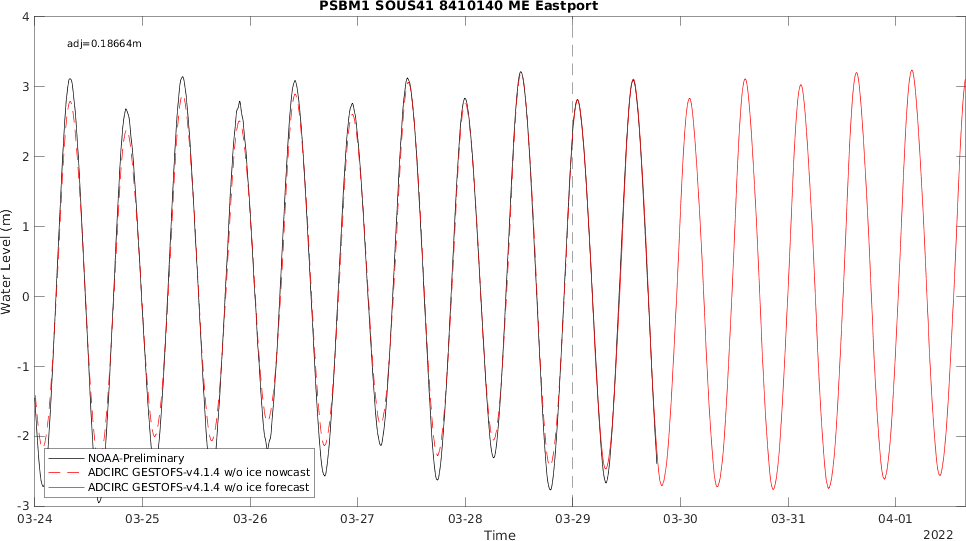 PSBM1 SOUS41 8410140 ME Eastport
adj=0.18664m
4
3
2
1
0
-1
-2
-3
Water Level (m)
NOAA-Preliminary
ADCIRC GESTOFS-v4.1.4 w/o ice nowcast
ADCIRC GESTOFS-v4.1.4 w/o ice forecast
03-24 03-25 03-26 03-27 03-28 03-29 03-30 03-31 04-01
Time
2022